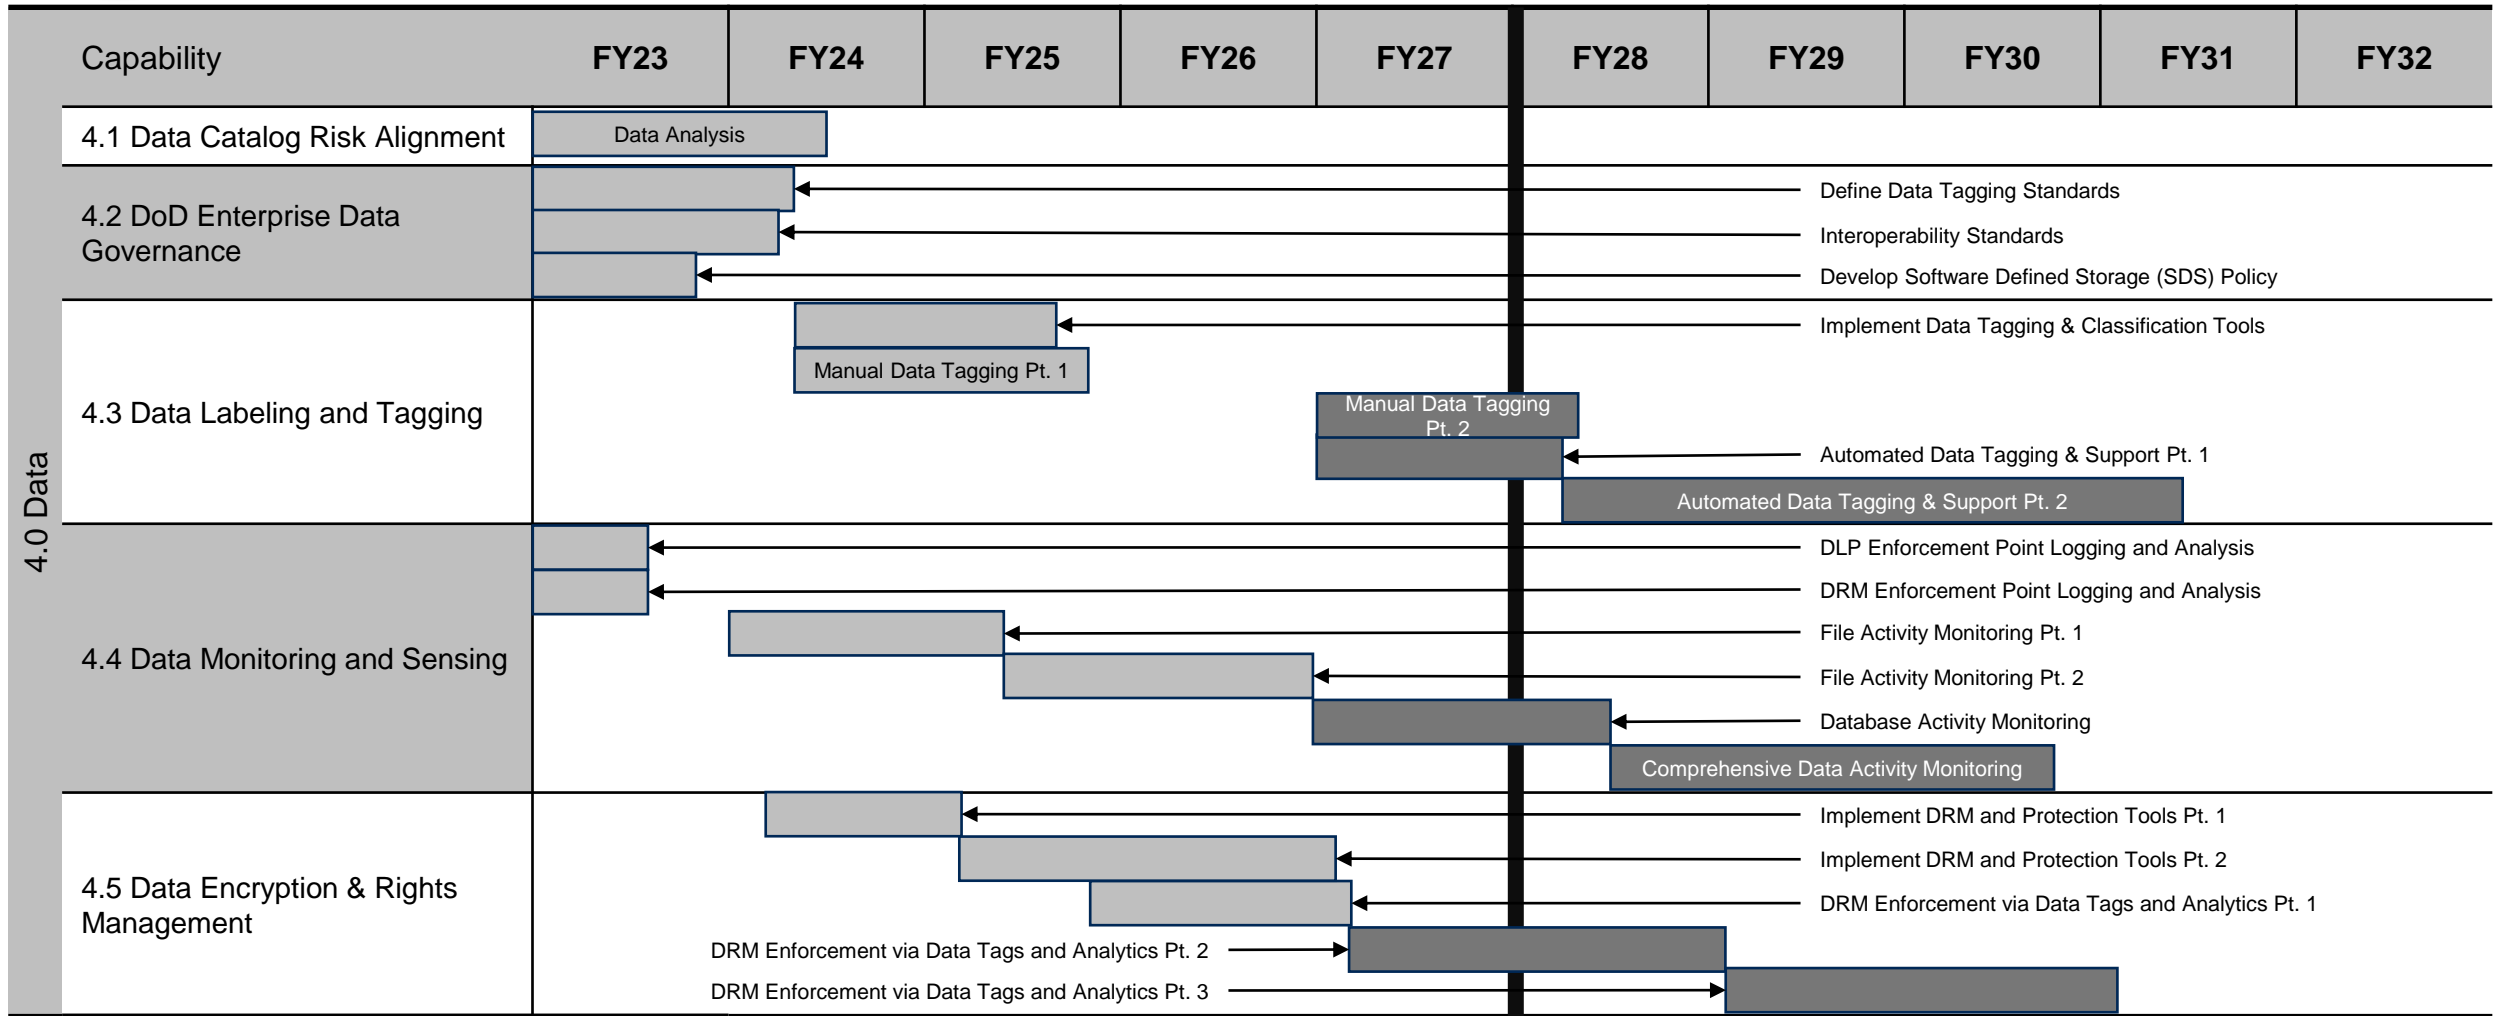 Capability
FY23
FY24
FY25
FY26
FY27
FY28
FY29
FY30
FY31
FY32
4.0 Data
4.1 Data Catalog Risk Alignment
Data Analysis
4.2 DoD Enterprise Data
Governance
Define Data Tagging Standards
Interoperability Standards
Develop Software Defined Storage (SDS) Policy
4.3 Data Labeling and Tagging
Implement Data Tagging & Classification Tools
Manual Data Tagging Pt. 1
Manual Data Tagging
Pt. 2
Automated Data Tagging & Support Pt. 1
Automated Data Tagging & Support Pt. 2
4.4 Data Monitoring and Sensing
DLP Enforcement Point Logging and Analysis
DRM Enforcement Point Logging and Analysis
File Activity Monitoring Pt. 1
File Activity Monitoring Pt. 2
Database Activity Monitoring
Comprehensive Data Activity Monitoring
4.5 Data Encryption & Rights
Management
Implement DRM and Protection Tools Pt. 1
Implement DRM and Protection Tools Pt. 2
DRM Enforcement via Data Tags and Analytics Pt. 1
DRM Enforcement via Data Tags and Analytics Pt. 2
DRM Enforcement via Data Tags and Analytics Pt. 3